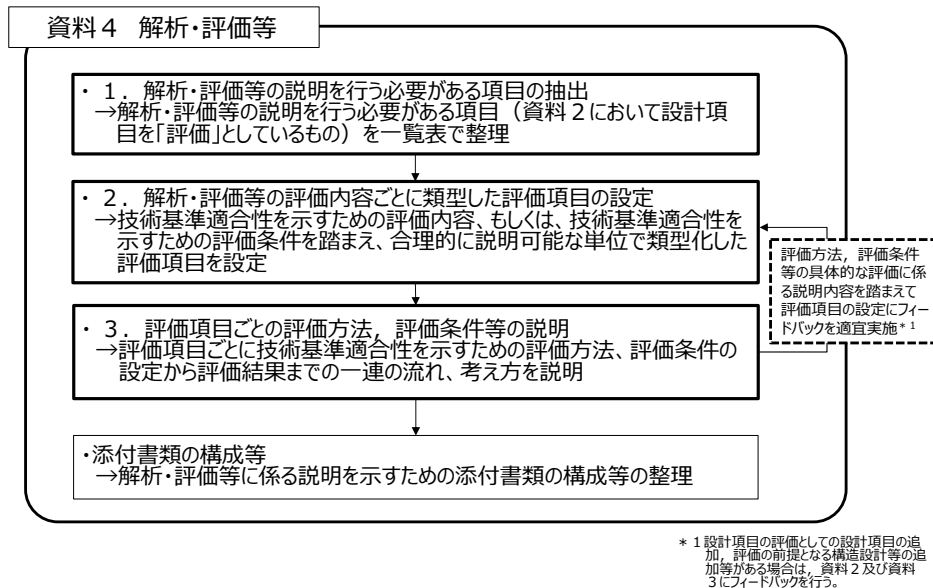 資料4 解析・評価等
・ 1. 解析・評価等の説明を行う必要がある項目の抽出
→解析・評価等の説明を行う必要がある項目（資料2において設計項
目を「評価」としているもの）を一覧表で整理
・ 2. 解析・評価等の評価内容ごとに類型した評価項目の設定
→技術基準適合性を示すための評価内容、もしくは、技術基準適合性を
示すための評価条件を踏まえ、合理的に説明可能な単位で類型化した
評価項目を設定
評価方法，評価条件
等の具体的な評価に係
る説明内容を踏まえて
評価項目の設定にフィー
ドバックを適宜実施＊1
・ 3. 評価項目ごとの評価方法，評価条件等の説明
→評価項目ごとに技術基準適合性を示すための評価方法、評価条件の
設定から評価結果までの一連の流れ、考え方を説明
・添付書類の構成等
→解析・評価等に係る説明を示すための添付書類の構成等の整理
＊1設計項目の評価としての設計項目の追
加，評価の前提となる構造設計等の追
加等がある場合は，資料2及び資料
3にフィードバックを行う。